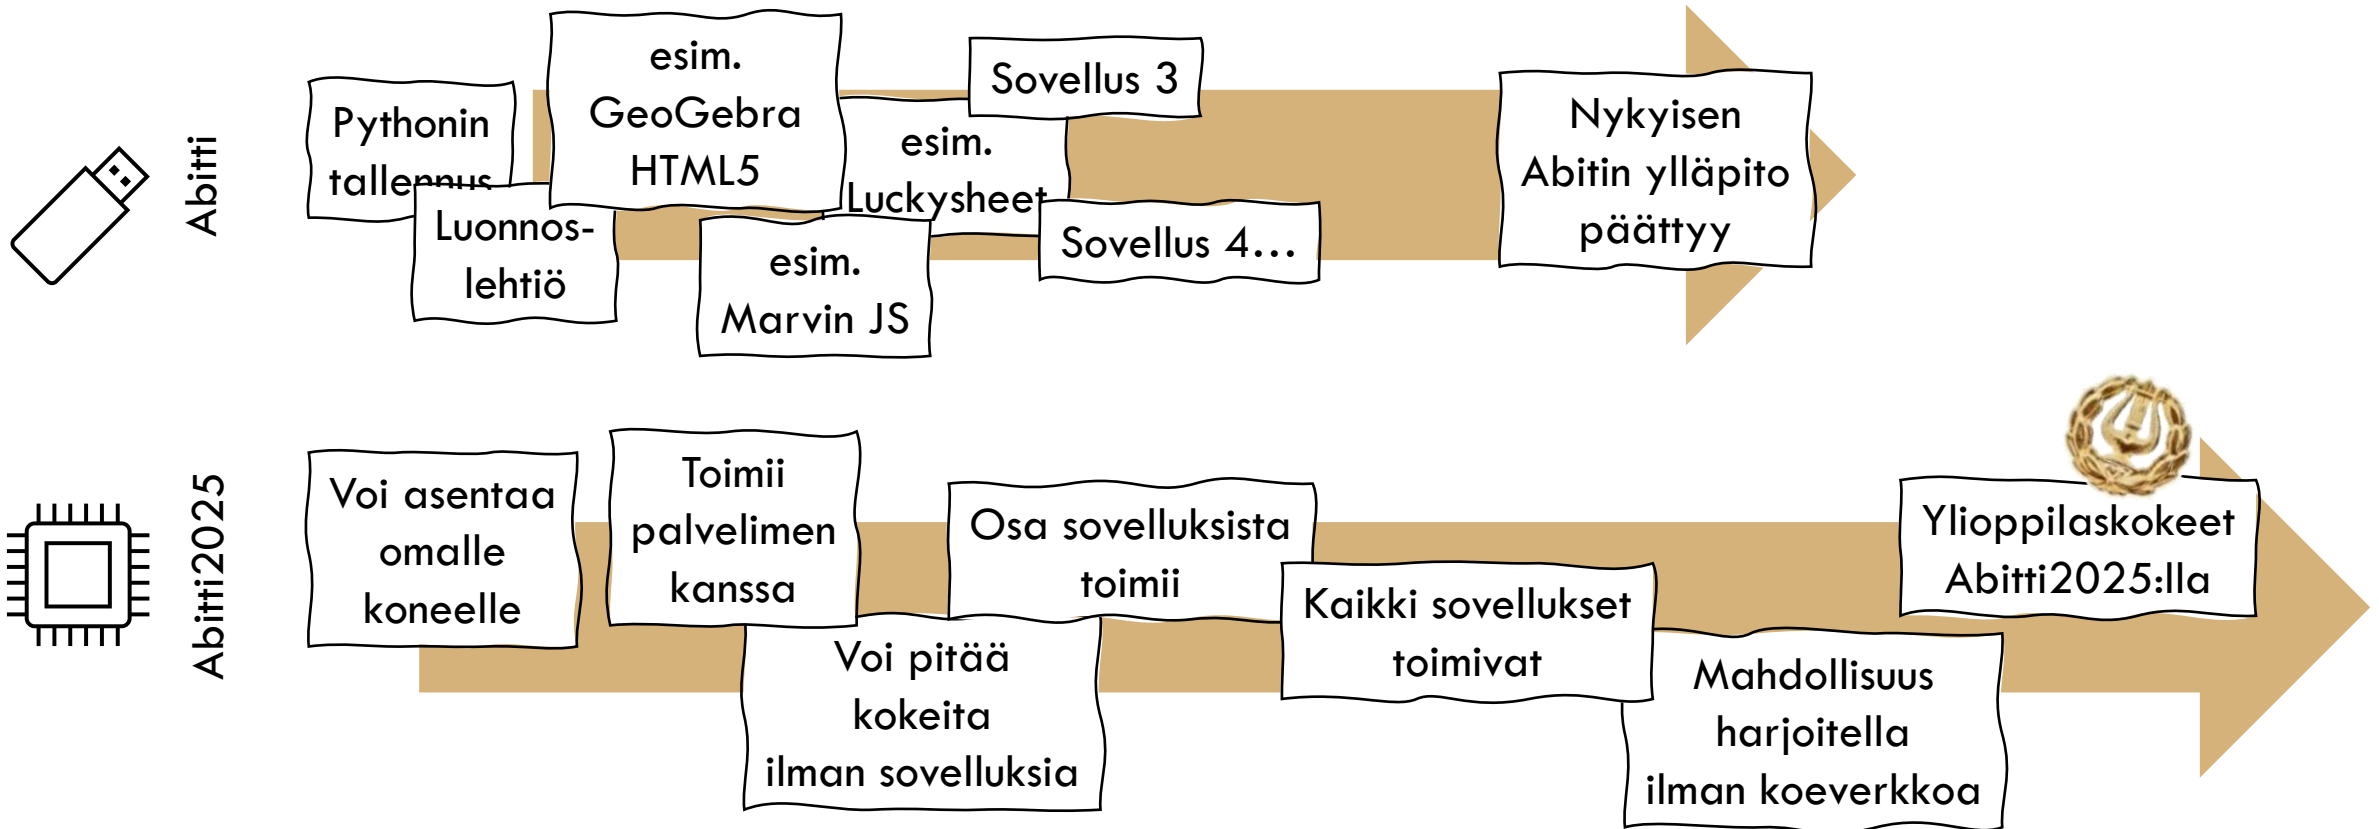 Abitti
Pythonin
tallennus
Luonnos-
lehtiö
esim.
GeoGebra
HTML5
esim.
Marvin JS
esim.
Luckysheet
Sovellus 3
Sovellus 4...
Nykyisen
Abitin ylläpito
päättyy
Abitti2025
Voi asentaa
omalle
koneelle
Toimii
palvelimen
kanssa
Voi pitää
kokeita
ilman sovelluksia
Osa sovelluksista
toimii
Kaikki sovellukset
toimivat
Mahdollisuus
harjoitella
ilman koeverkkoa
Ylioppilaskokeet
Abitti2025:lla